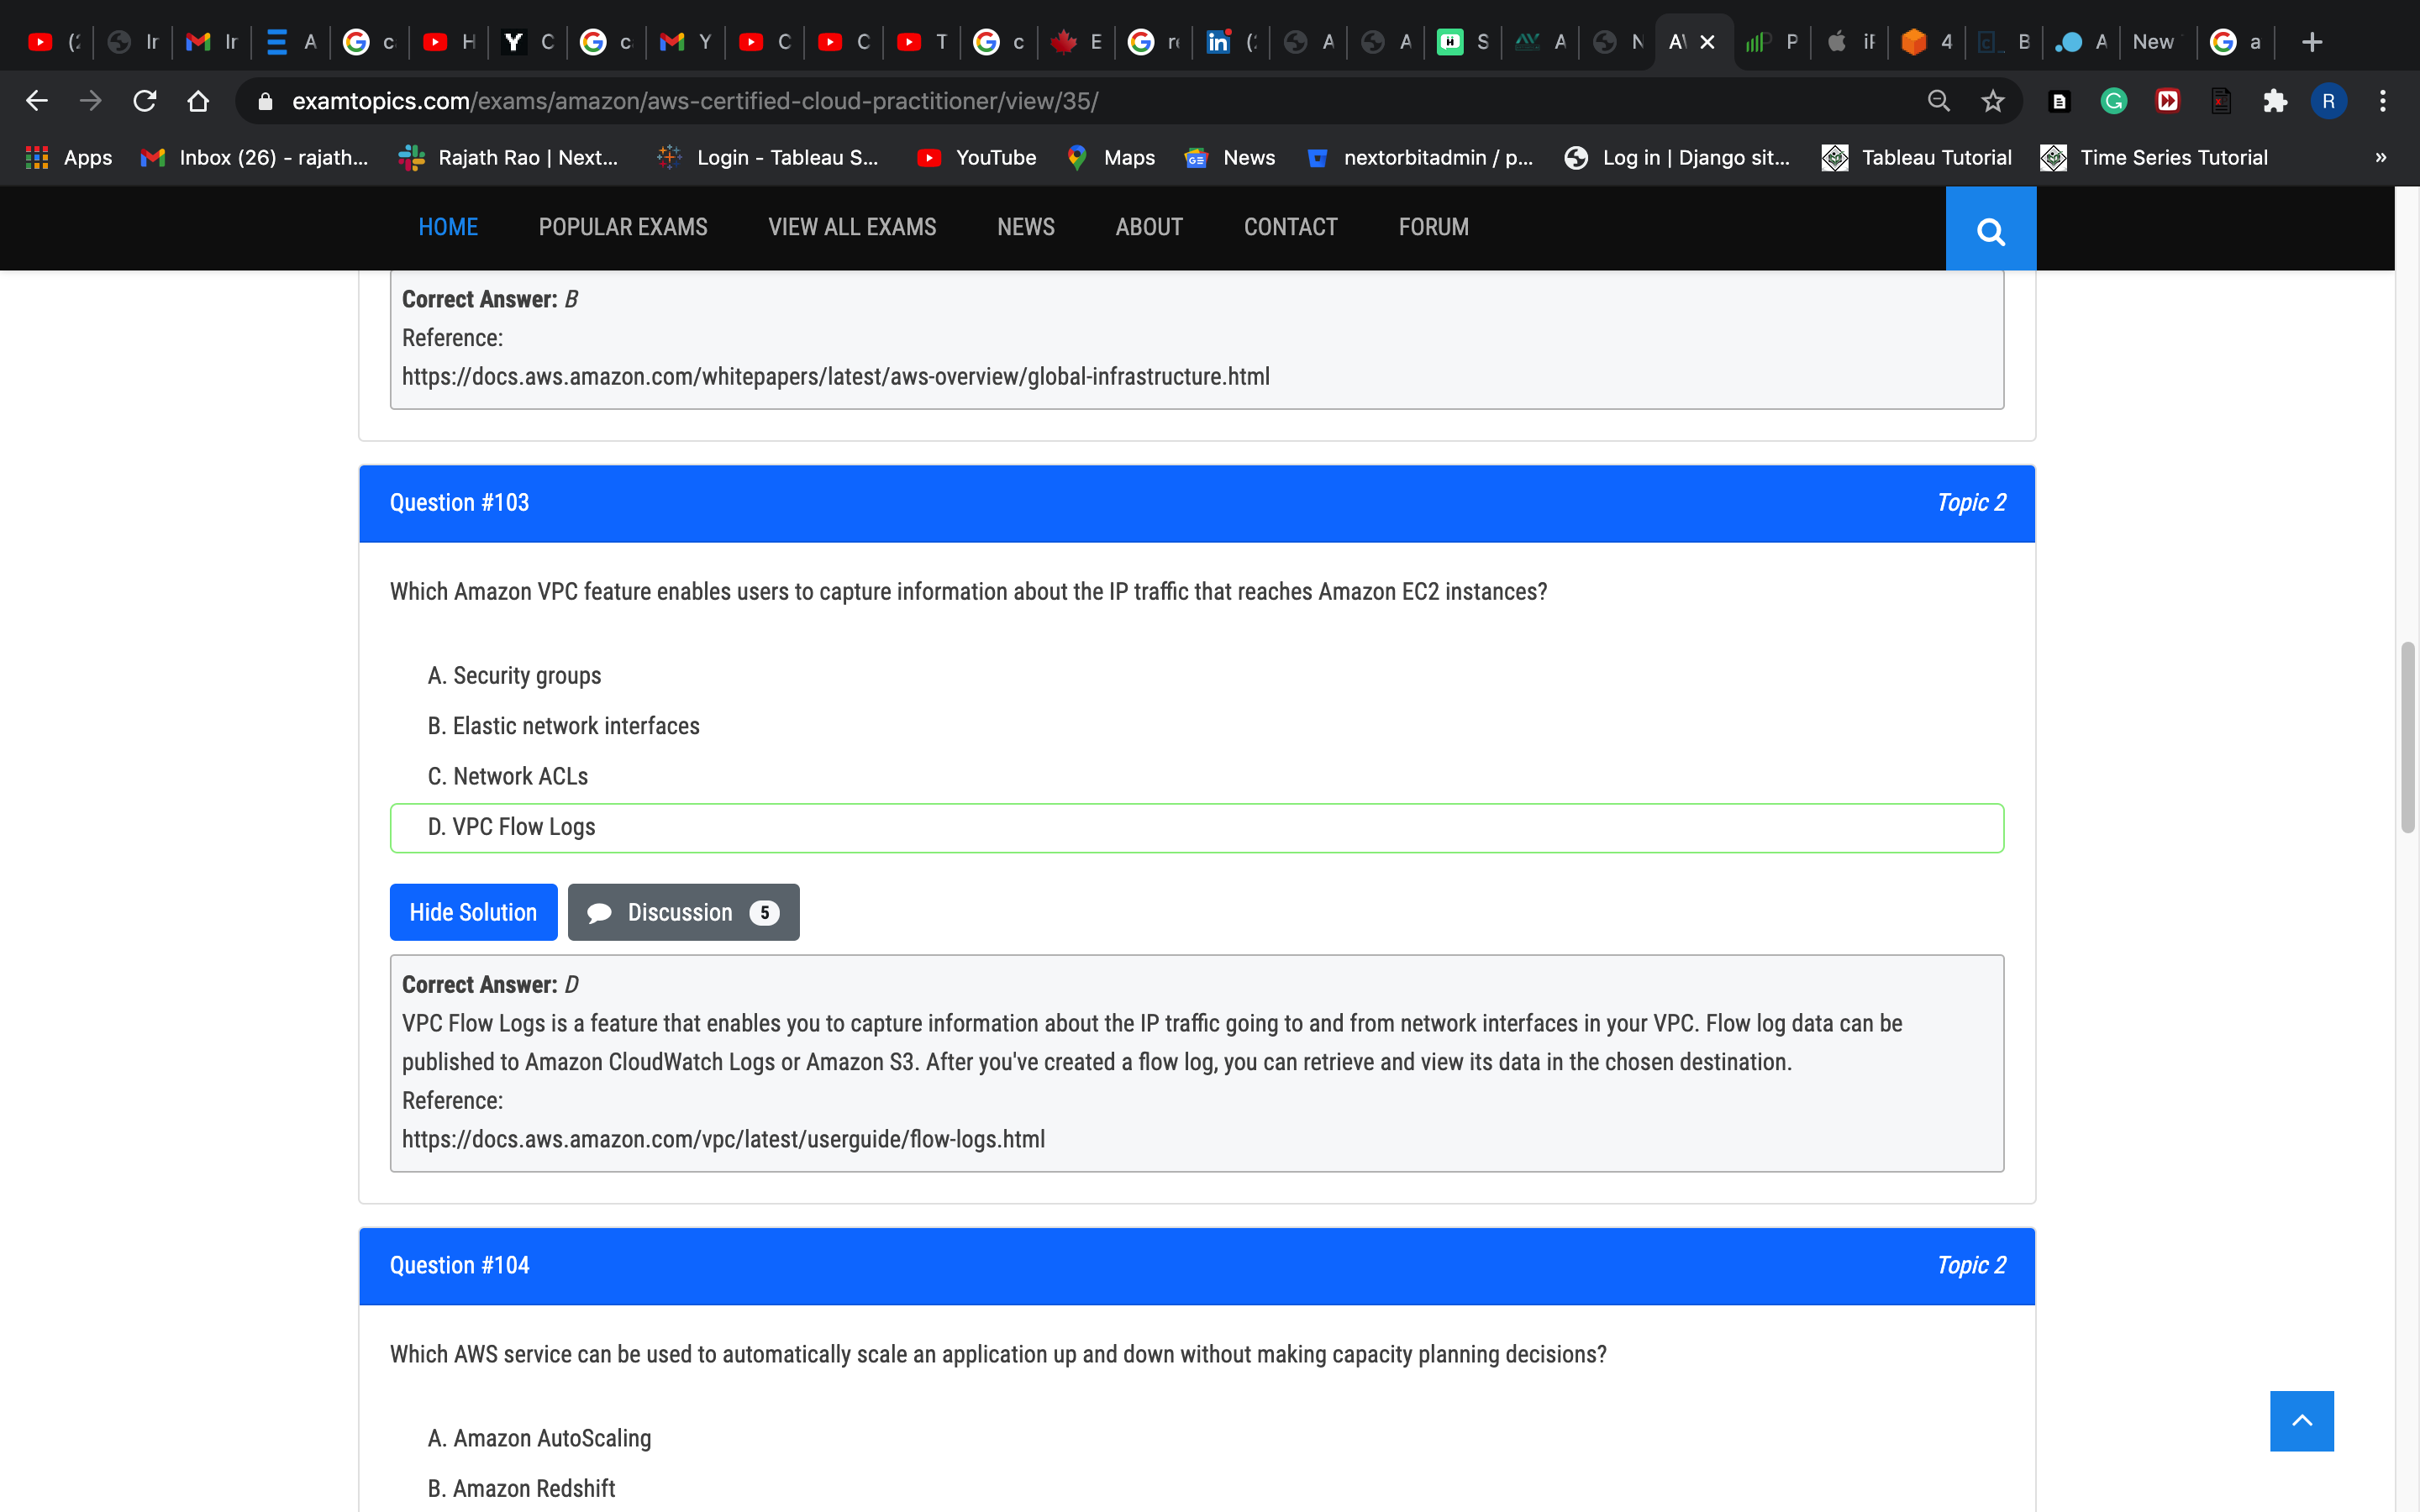 examtopics.com/exams/amazon/aws-certified-cloud-practitioner/view/35/
Apps Inbox (26) - rajath... Rajath Rao | Next... Login - Tableau S... YouTube Maps News nextorbitadmin / p... Log in | Django sit... Tableau Tutorial Time Series Tutorial »
HOME POPULAR EXAMS VIEW ALL EXAMS NEWS ABOUT CONTACT FORUM
Correct Answer: B
Reference:
https://docs.aws.amazon.com/whitepapers/latest/aws-overview/global-infrastructure.html
Question #103 Topic 2
Which Amazon VPC feature enables users to capture information about the IP traffic that reaches Amazon EC2 instances?
A. Security groups
B. Elastic network interfaces
C. Network ACLs
D. VPC Flow Logs
Hide Solution Discussion 5
Correct Answer: D
VPC Flow Logs is a feature that enables you to capture information about the IP traffic going to and from network interfaces in your VPC. Flow log data can be
published to Amazon CloudWatch Logs or Amazon S3. After you've created a flow log, you can retrieve and view its data in the chosen destination.
Reference:
https://docs.aws.amazon.com/vpc/latest/userguide/flow-logs.html
Question #104 Topic 2
Which AWS service can be used to automatically scale an application up and down without making capacity planning decisions?
A. Amazon AutoScaling
B. Amazon Redshift